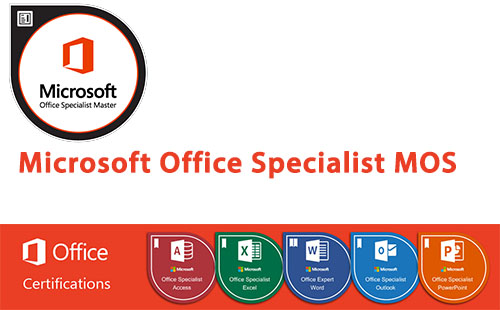 Microsoft
Office Specialist Master
Microsoft Office Specialist MOS
Office
Certifications
A
Microsoft
Office Specialist
Access
X
Microsoft
Office Specialist
Excel
W
Microsoft
Office Expert
Word
O
Microsoft
Office Specialist
Outlook
P
Microsoft
Office Specialist
PowerPoint